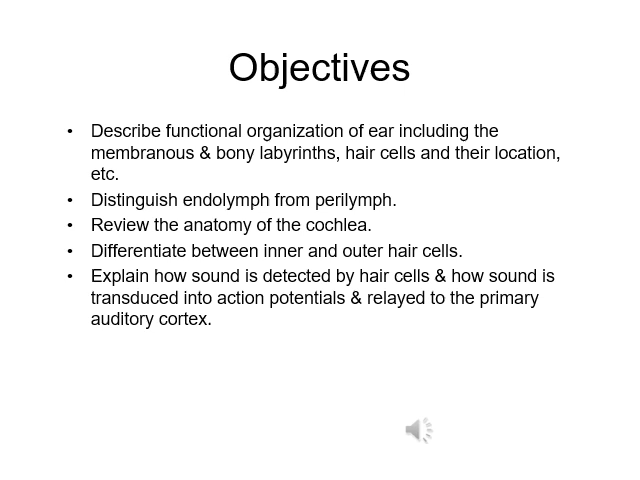 Objectives
• Describe functional organization of ear including the
membranous & bony labyrinths, hair cells and their location,
etc.
• Distinguish endolymph from perilymph.
• Review the anatomy of the cochlea.
• Differentiate between inner and outer hair cells.
• Explain how sound is detected by hair cells & how sound is
transduced into action potentials & relayed to the primary
auditory cortex.